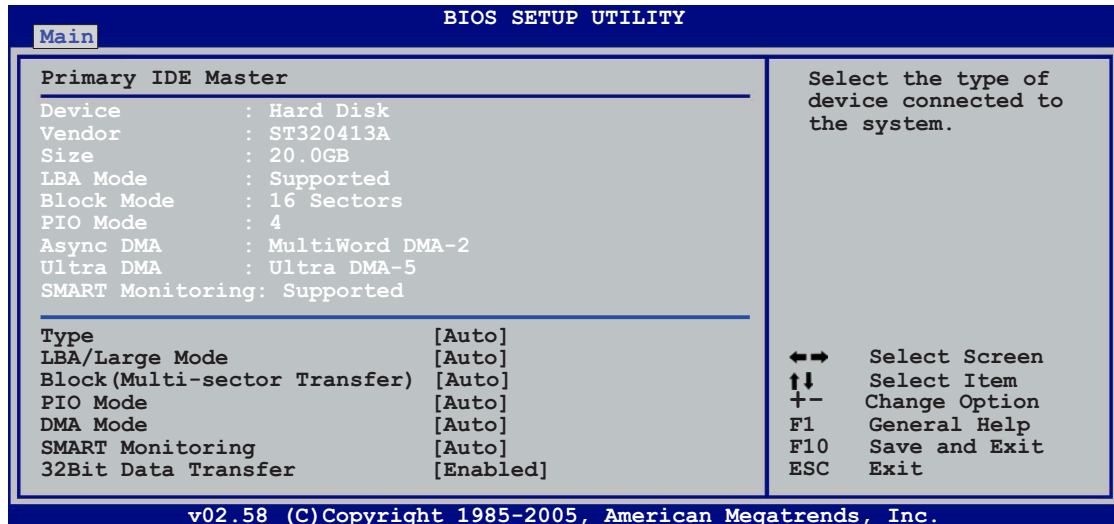 BIOS SETUP UTILITY
Main
Primary IDE Master
Device : Hard Disk
Vendor : ST320413A
Size : 20.0GB
LBA Mode : Supported
Block Mode : 16 Sectors
PIO Mode : 4
Async DMA : MultiWord DMA-2
Ultra DMA : Ultra DMA-5
SMART Monitoring: Supported
Type [Auto]
LBA/Large Mode [Auto]
Block(Multi-sector Transfer) [Auto]
PIO Mode [Auto]
DMA Mode [Auto]
SMART Monitoring [Auto]
32Bit Data Transfer [Enabled]
Select the type of
device connected to
the system.
←→ Select Screen
↑↓ Select Item
+- Change Option
F1 General Help
F10 Save and Exit
ESC Exit
v02.58 (C)Copyright 1985-2005, American Megatrends, Inc.